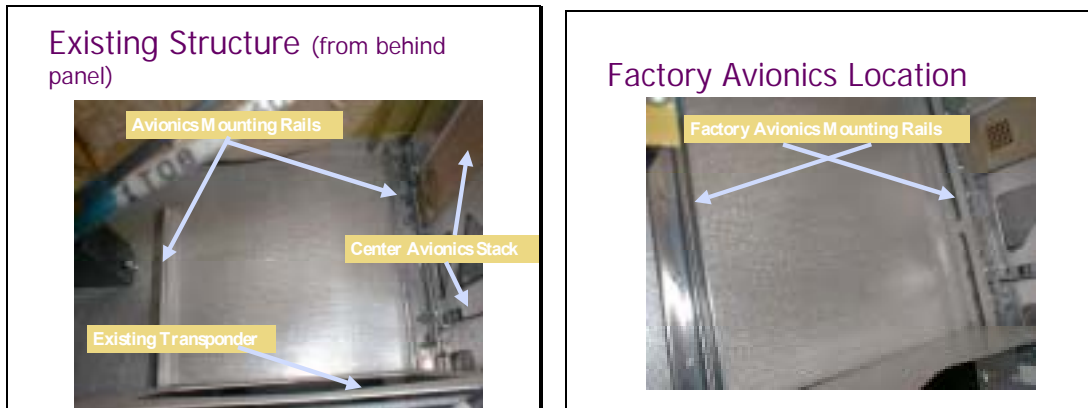 Existing Structure (from behind
panel)
Avionics Mounting Rails
Center Avionics Stack
Existing Transponder
Factory Avionics Location
Factory Avionics Mounting Rails